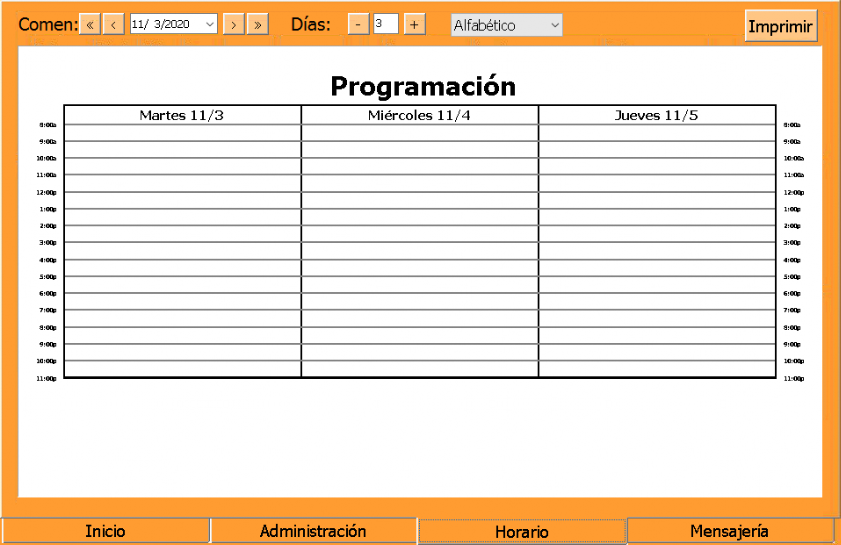 Comen: « < 11/ 3/2020 > » Días: - 3 + Alfabético Imprimir
Programación
Martes 11/3 Miércoles 11/4 Jueves 11/5
8:00a 8:00a
9:00a 9:00a
10:00a 10:00a
11:00a 11:00a
12:00p 12:00p
1:00p 1:00p
2:00p 2:00p
3:00p 3:00p
4:00p 4:00p
5:00p 5:00p
6:00p 6:00p
7:00p 7:00p
8:00p 8:00p
9:00p 9:00p
10:00p 10:00p
11:00p 11:00p
Inicio Administración Horario Mensajería